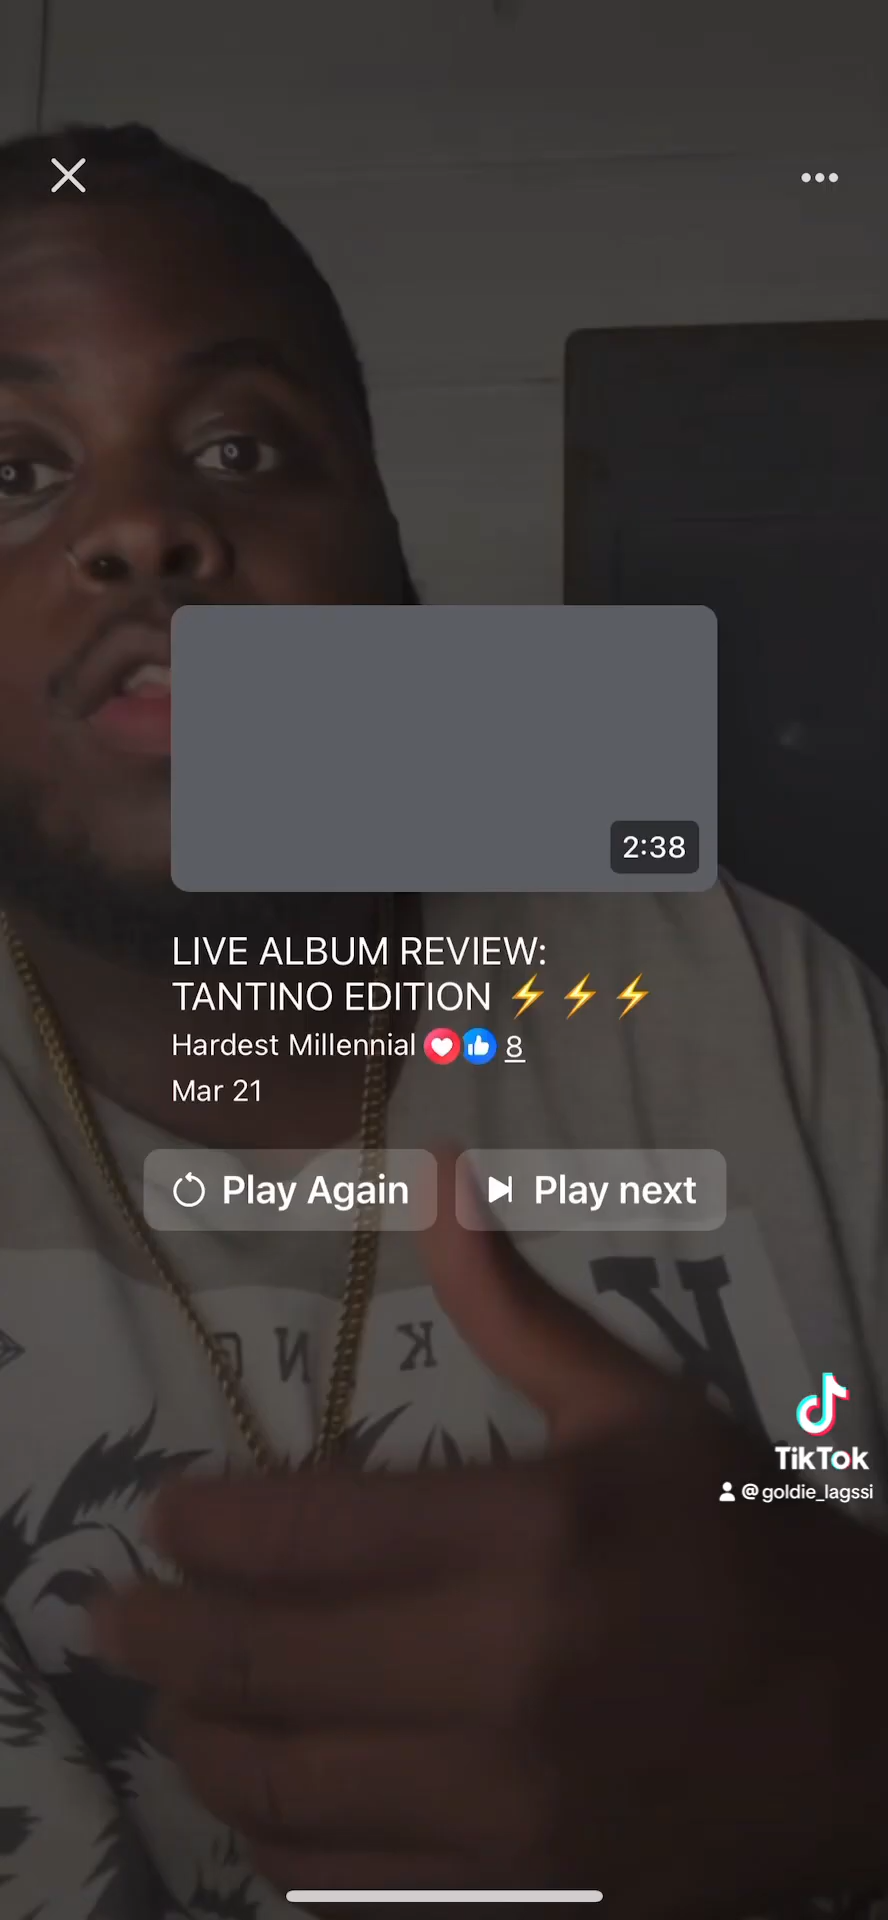 2:38
LIVE ALBUM REVIEW:
TANTINO EDITION ⚡⚡⚡
Hardest Millennial 8
Mar 21
Play Again
Play next
K
TikTok
@goldie_lagssi